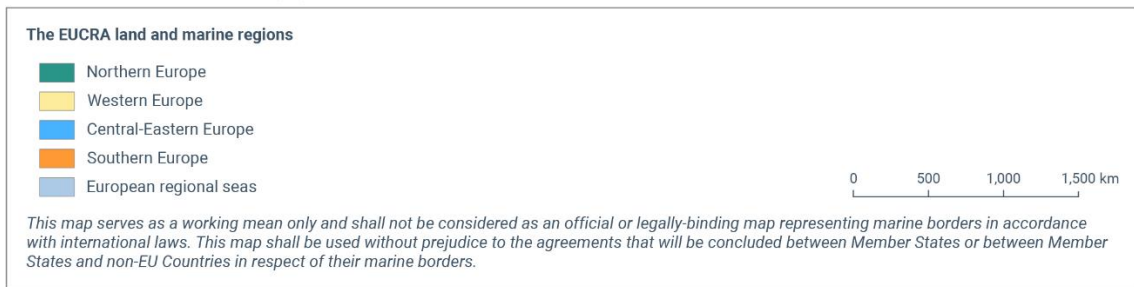 The EUCRA land and marine regions
Northern Europe
Western Europe
Central-Eastern Europe
Southern Europe
European regional seas
0 500 1,000 1,500 km
This map serves as a working mean only and shall not be considered as an official or legally-binding map representing marine borders in accordance
with international laws. This map shall be used without prejudice to the agreements that will be concluded between Member States or between Member
States and non-EU Countries in respect of their marine borders.